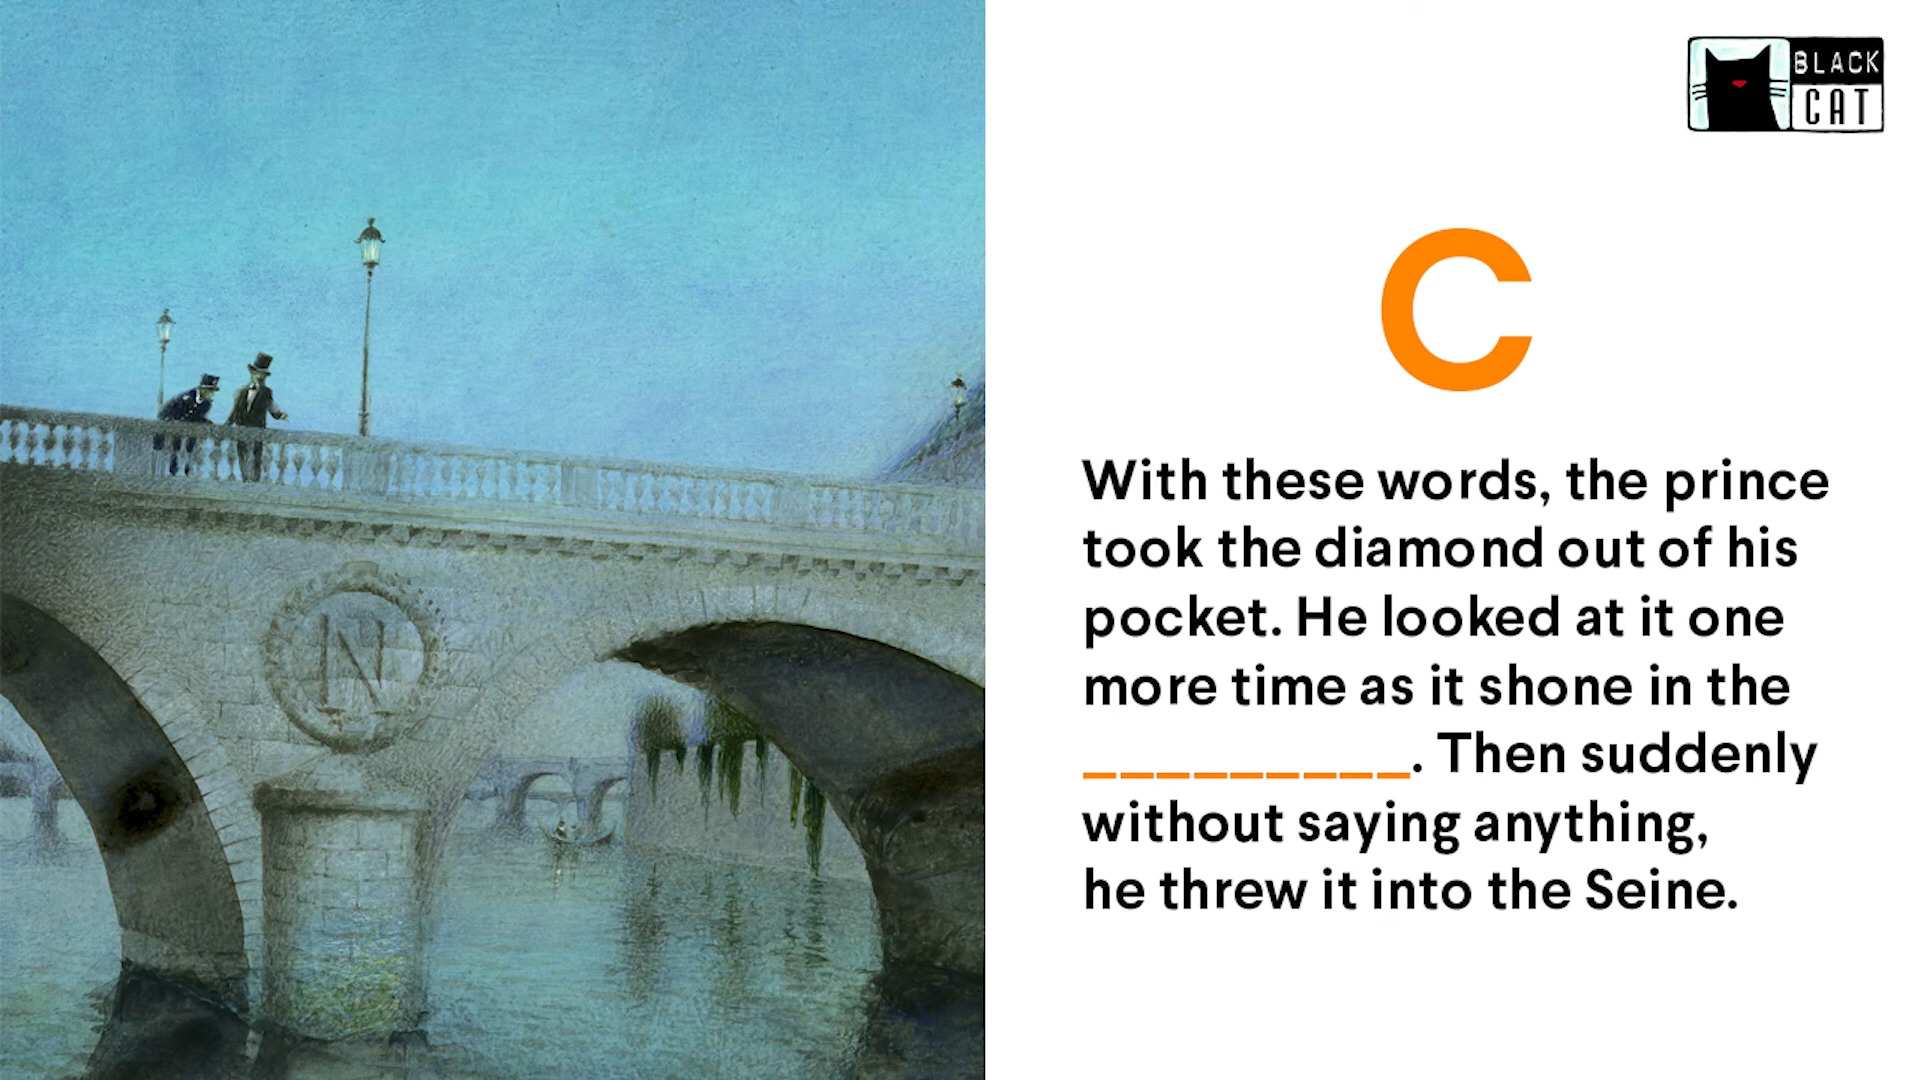 BLACK
CAT
C
With these words, the prince
took the diamond out of his
pocket. He looked at it one
more time as it shone in the
_________. Then suddenly
without saying anything,
he threw it into the Seine.
N